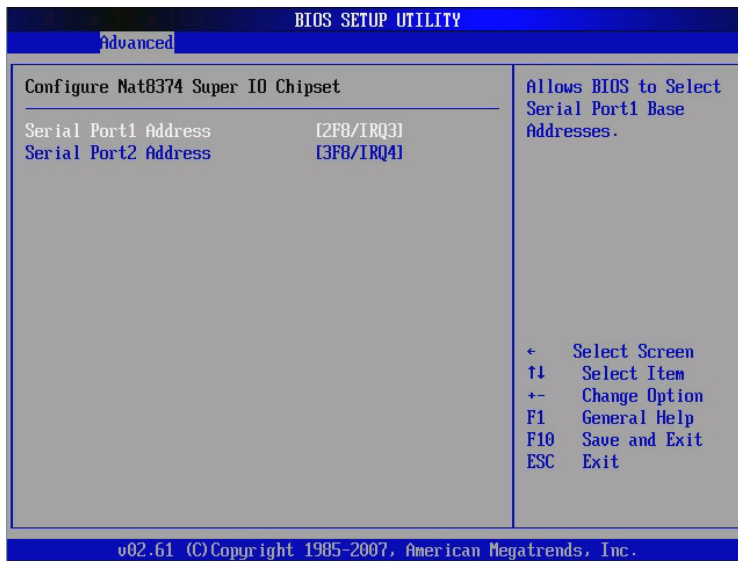 BIOS SETUP UTILITY
Advanced
Configure Nat8374 Super IO Chipset
Serial Port1 Address [2F8/IRQ3]
Serial Port2 Address [3F8/IRQ4]
Allows BIOS to Select
Serial Port1 Base
Addresses.
← Select Screen
↑↓ Select Item
+- Change Option
F1 General Help
F10 Save and Exit
ESC Exit
v02.61 (C)Copyright 1985-2007, American Megatrends, Inc.